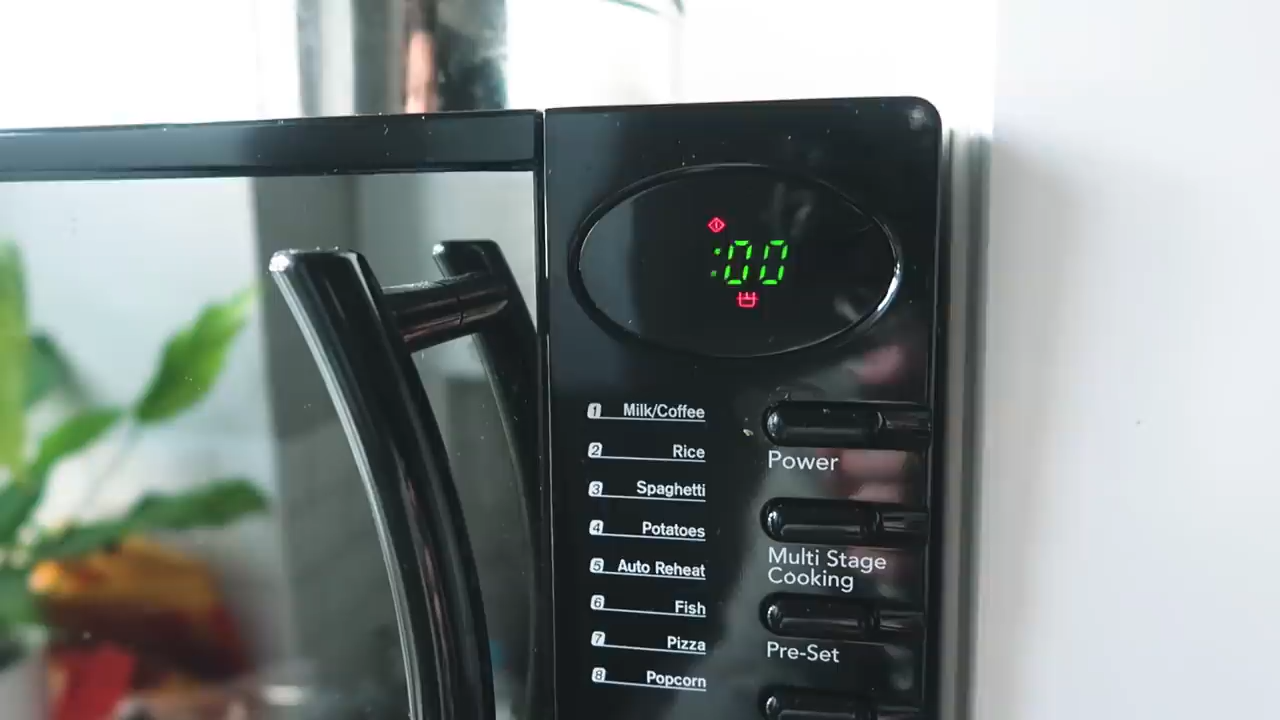 :00
1 Milk/Coffee
2 Rice
3 Spaghetti
4 Potatoes
5 Auto Reheat
6 Fish
7 Pizza
8 Popcorn
Power
Multi Stage
Cooking
Pre-Set